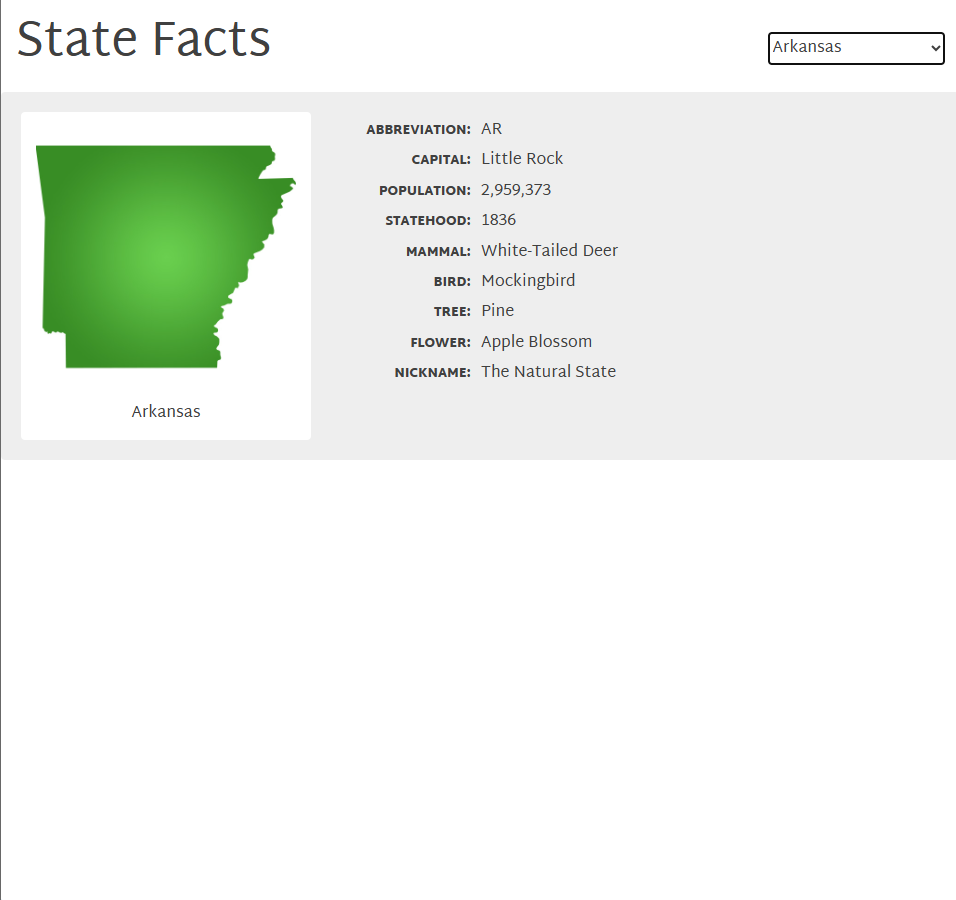 State Facts
Arkansas
ABBREVIATION: AR
CAPITAL: Little Rock
POPULATION: 2,959,373
STATEHOOD: 1836
MAMMAL: White-Tailed Deer
BIRD: Mockingbird
TREE: Pine
FLOWER: Apple Blossom
NICKNAME: The Natural State
Arkansas